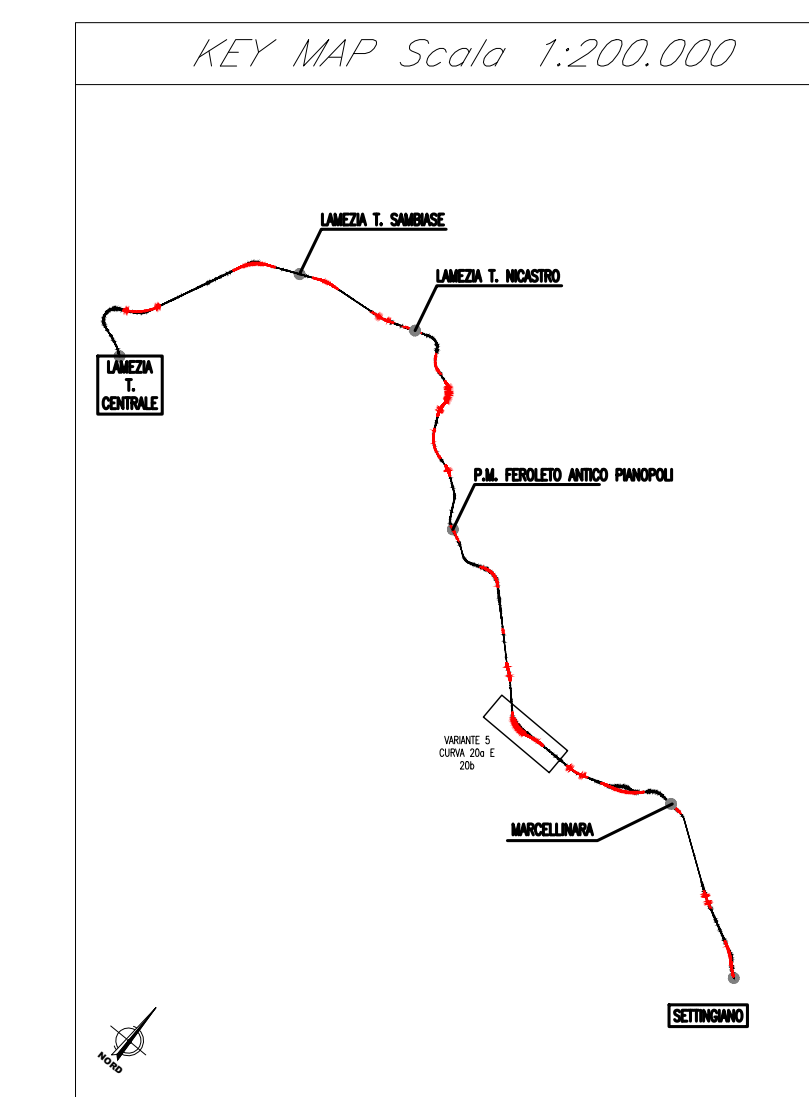 KEY MAP Scala 1:200.000
LAMEZIA T. SAMBIASE
LAMEZIA T. NICASTRO
LAMEZIA
T.
CENTRALE
P.M. FEROLETO ANTICO PIANOPOLI
VARIANTE 5
CURVA 20a E
20b
MARCELLINARA
SETTINGIANO
NORD